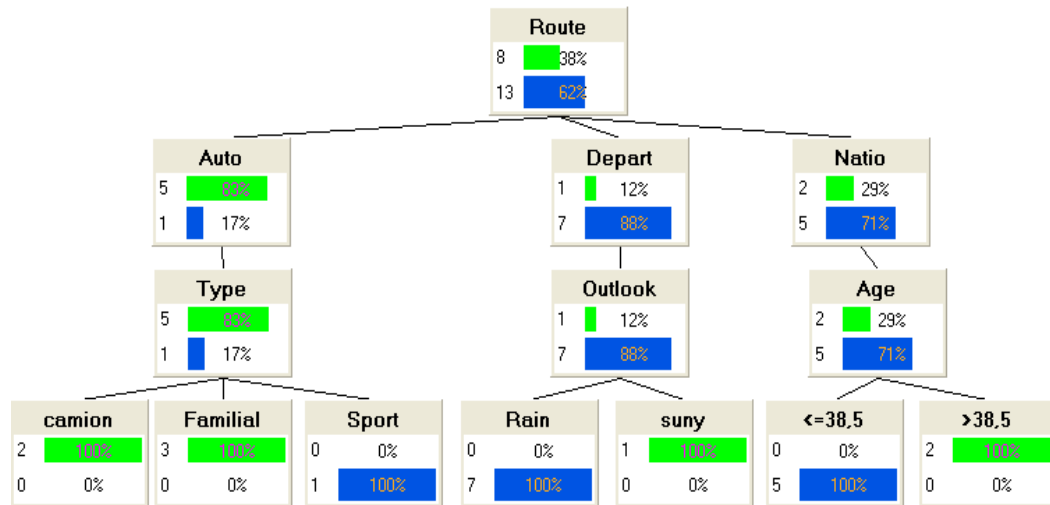 Route
8 38%
13 62%
Auto
5 83%
1 17%
Depart
1 12%
7 88%
Natio
2 29%
5 71%
Type
5 83%
1 17%
Outlook
1 12%
7 88%
Age
2 29%
5 71%
camion
2 100%
0 0%
Familial
3 100%
0 0%
Sport
0 0%
1 100%
Rain
0 0%
7 100%
suny
1 100%
0 0%
<=38,5
0 0%
5 100%
>38,5
2 100%
0 0%